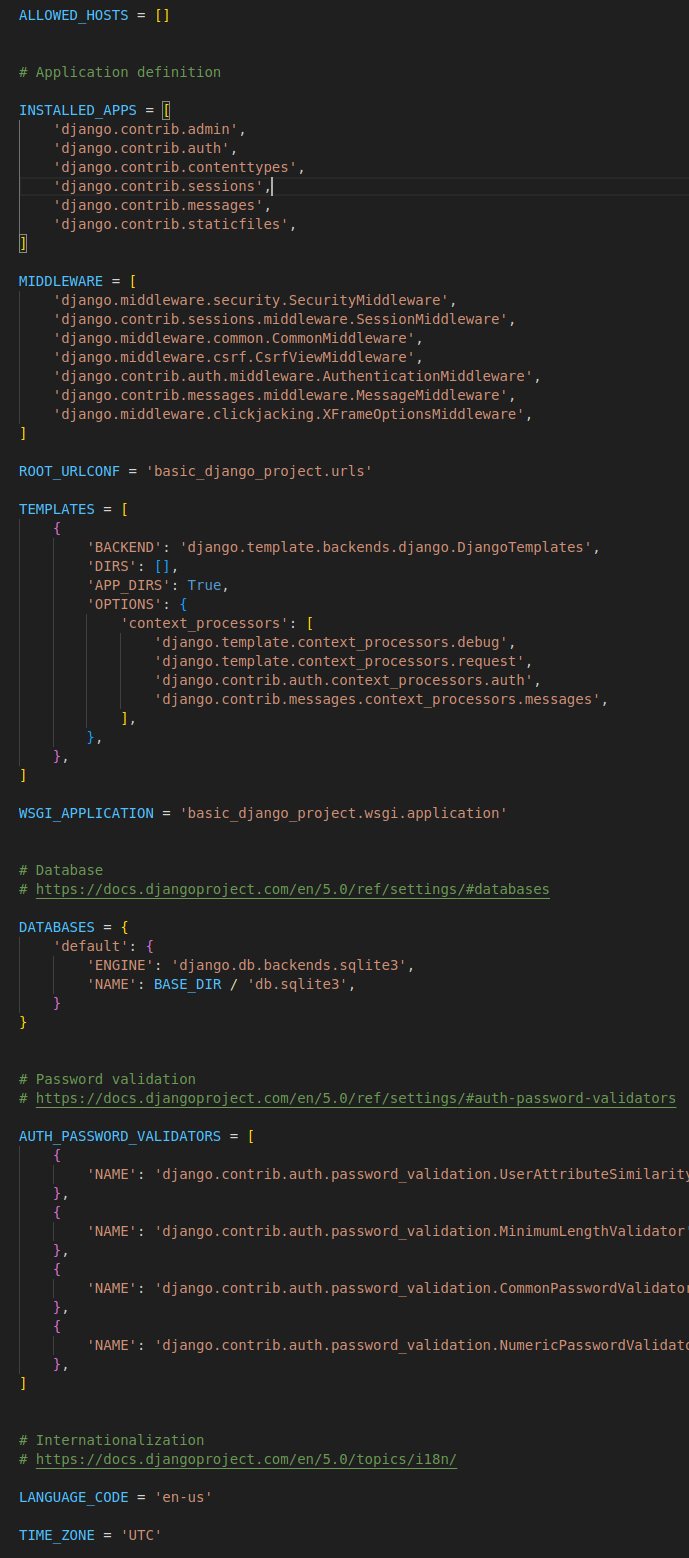 ALLOWED_HOSTS = []
# Application definition
INSTALLED_APPS = [
    'django.contrib.admin',
    'django.contrib.auth',
    'django.contrib.contenttypes',
    'django.contrib.sessions',
    'django.contrib.messages',
    'django.contrib.staticfiles',
]
MIDDLEWARE = [
    'django.middleware.security.SecurityMiddleware',
    'django.contrib.sessions.middleware.SessionMiddleware',
    'django.middleware.common.CommonMiddleware',
    'django.middleware.csrf.CsrfViewMiddleware',
    'django.contrib.auth.middleware.AuthenticationMiddleware',
    'django.contrib.messages.middleware.MessageMiddleware',
    'django.middleware.clickjacking.XFrameOptionsMiddleware',
]
ROOT_URLCONF = 'basic_django_project.urls'
TEMPLATES = [
    {
        'BACKEND': 'django.template.backends.django.DjangoTemplates',
        'DIRS': [],
        'APP_DIRS': True,
        'OPTIONS': {
            'context_processors': [
                'django.template.context_processors.debug',
                'django.template.context_processors.request',
                'django.contrib.auth.context_processors.auth',
                'django.contrib.messages.context_processors.messages',
            ],
        },
    },
]
WSGI_APPLICATION = 'basic_django_project.wsgi.application'
# Database
# https://docs.djangoproject.com/en/5.0/ref/settings/#databases
DATABASES = {
    'default': {
        'ENGINE': 'django.db.backends.sqlite3',
        'NAME': BASE_DIR / 'db.sqlite3',
    }
}
# Password validation
# https://docs.djangoproject.com/en/5.0/ref/settings/#auth-password-validators
AUTH_PASSWORD_VALIDATORS = [
    {
        'NAME': 'django.contrib.auth.password_validation.UserAttributeSimilarity
    },
    {
        'NAME': 'django.contrib.auth.password_validation.MinimumLengthValidator'
    },
    {
        'NAME': 'django.contrib.auth.password_validation.CommonPasswordValidator
    },
    {
        'NAME': 'django.contrib.auth.password_validation.NumericPasswordValidato
    },
]
# Internationalization
# https://docs.djangoproject.com/en/5.0/topics/i18n/
LANGUAGE_CODE = 'en-us'
TIME_ZONE = 'UTC'